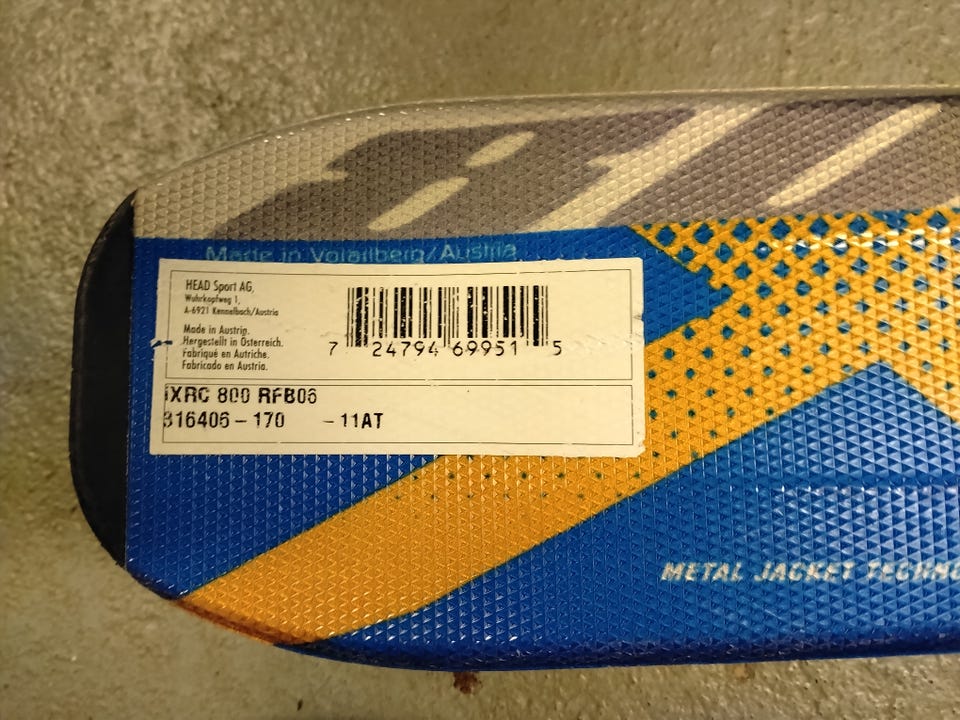 Made in Vorarlberg/Austria
HEAD Sport AG,
Wuhrkopfweg 1,
A-6921 Kennelbach/Austria
Made in Austria.
Hergestellt in Österreich.
Fabriqué en Autriche.
Fabricado en Austria.
7 24794 69951 5
iXRC 800 RFB06
316406-170 -11AT
METAL JACKET TECHNO